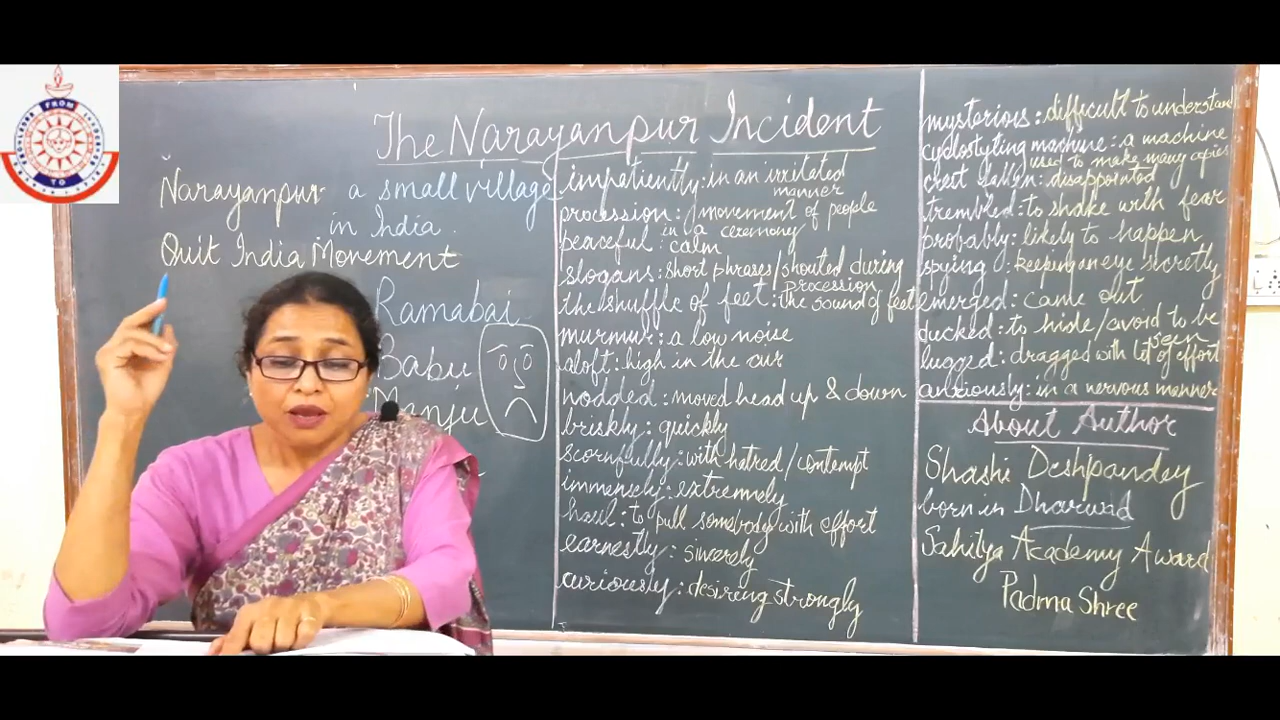 The Narayanpur Incident
Narayanpur- a small village
in India.
Quit India Movement
Ramabai
Babu
Manju
impatiently: in an irritated
manner
procession: /movement of people
in a ceremony
peaceful: calm
slogans: short phrases/shouted during
procession
the shuffle of feet: the sound of feet
murmur: a low noise
aloft: high in the air
nodded: moved head up & down
briskly: quickly
scornfully: with hatred/contempt
immensely: extremely
haul: to pull somebody with effort
earnestly: sincerely
curiously: desiring strongly
mysterious: difficult to understand
cyclostyling machine: a machine
used to make many copies
crest fallen: disappointed
trembled: to shake with fear
probably: likely to happen
spying: keeping an eye secretly
emerged: came out
ducked: to hide/avoid to be
seen
lugged: dragged with lot of effort
anxiously: in a nervous manner
About Author
Shashi Deshpandey
born in Dharwad
Sahitya Academy Award
Padma Shree
FROM
TO